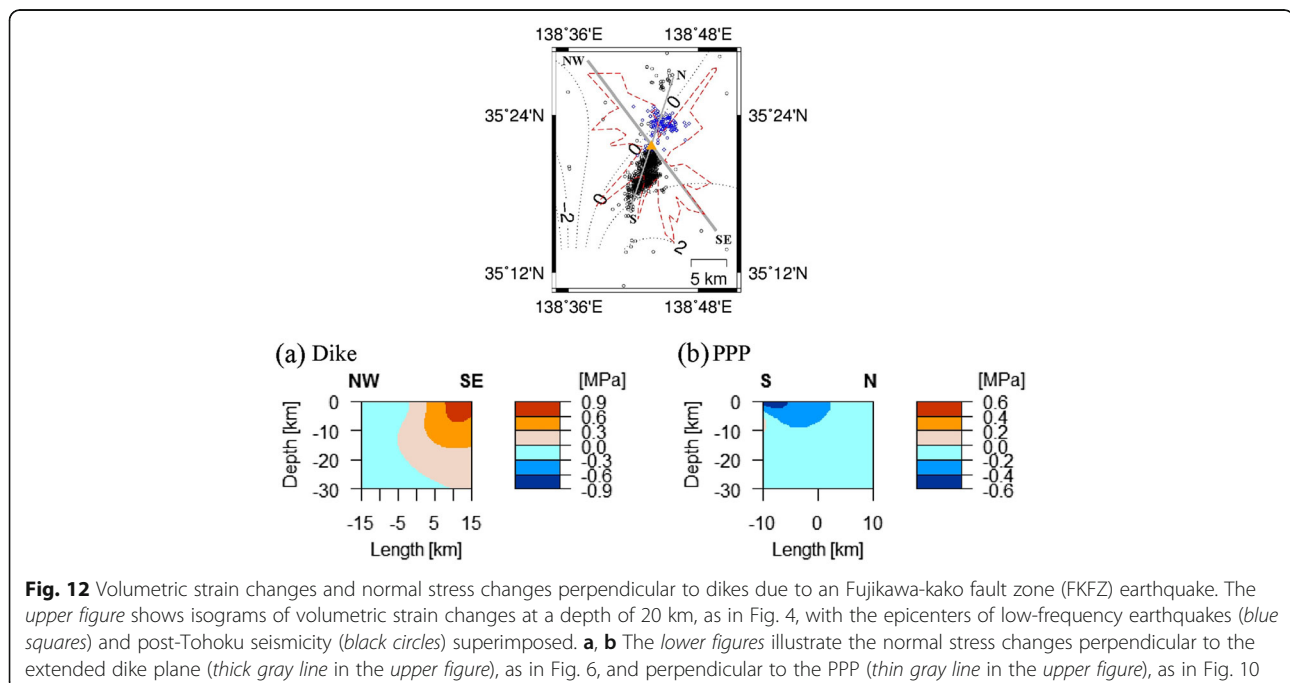 138°36'E 138°48'E
NW
N
0
35°24'N 35°24'N
0
0
-2
S
SE
2
35°12'N 35°12'N
5 km
138°36'E 138°48'E
(a) Dike
NW SE [MPa]
0 0.9
0.6
-10 0.3
0.0
-20 -0.3
-0.6
-30 -0.9
Depth [km]
-15 -5 5 15
Length [km]
(b) PPP
S N [MPa]
0 0.6
0.4
-10 0.2
0.0
-20 -0.2
-0.4
-30 -0.6
Depth [km]
-10 0 10
Length [km]
Fig. 12 Volumetric strain changes and normal stress changes perpendicular to dikes due to an Fujikawa-kako fault zone (FKFZ) earthquake. The
upper figure shows isograms of volumetric strain changes at a depth of 20 km, as in Fig. 4, with the epicenters of low-frequency earthquakes (blue
squares) and post-Tohoku seismicity (black circles) superimposed. a, b The lower figures illustrate the normal stress changes perpendicular to the
extended dike plane (thick gray line in the upper figure), as in Fig. 6, and perpendicular to the PPP (thin gray line in the upper figure), as in Fig. 10